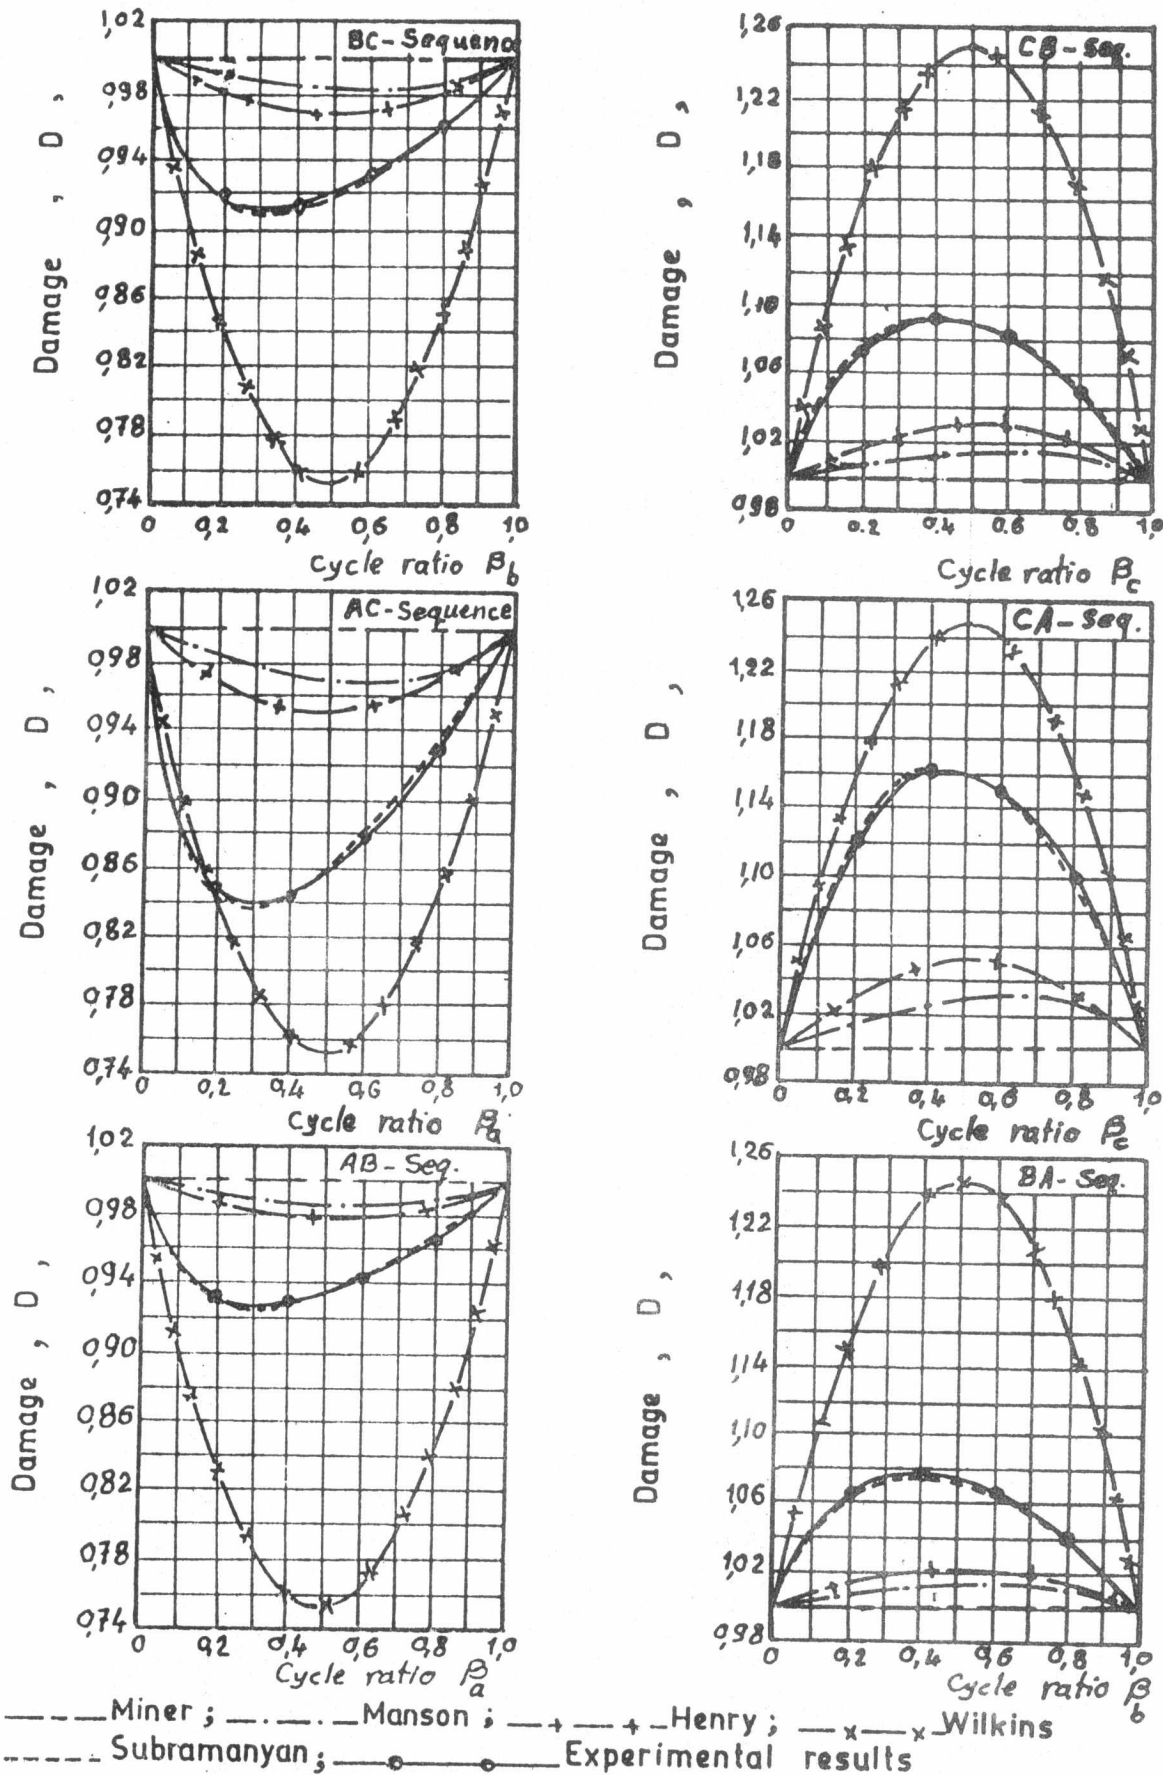 1,02
0,98
0,94
0,90
0,86
0,82
0,78
0,74
Damage , D ,
BC-Sequenc
0 0,2 0,4 0,6 0,8 1,0
Cycle ratio βb
1,26
1,22
1,18
1,14
1,10
1,06
1,02
0,98
Damage , D ,
CB-Seq.
0 0,2 0,4 0,6 0,8 1,0
Cycle ratio βc
1,02
0,98
0,94
0,90
0,86
0,82
0,78
0,74
Damage , D ,
AC-Sequence
0 0,2 0,4 0,6 0,8 1,0
Cycle ratio βa
1,26
1,22
1,18
1,14
1,10
1,06
1,02
0,98
Damage , D ,
CA-Seq.
0 0,2 0,4 0,6 0,8 1,0
Cycle ratio βc
1,02
0,98
0,94
0,90
0,86
0,82
0,78
0,74
Damage , D ,
AB-Seq.
0 0,2 0,4 0,6 0,8 1,0
Cycle ratio βa
1,26
1,22
1,18
1,14
1,10
1,06
1,02
0,98
Damage , D ,
BA-Seq.
0 0,2 0,4 0,6 0,8 1,0
Cycle ratio βb
Miner ; Manson ; Henry ; Wilkins
Subramanyan ; Experimental results